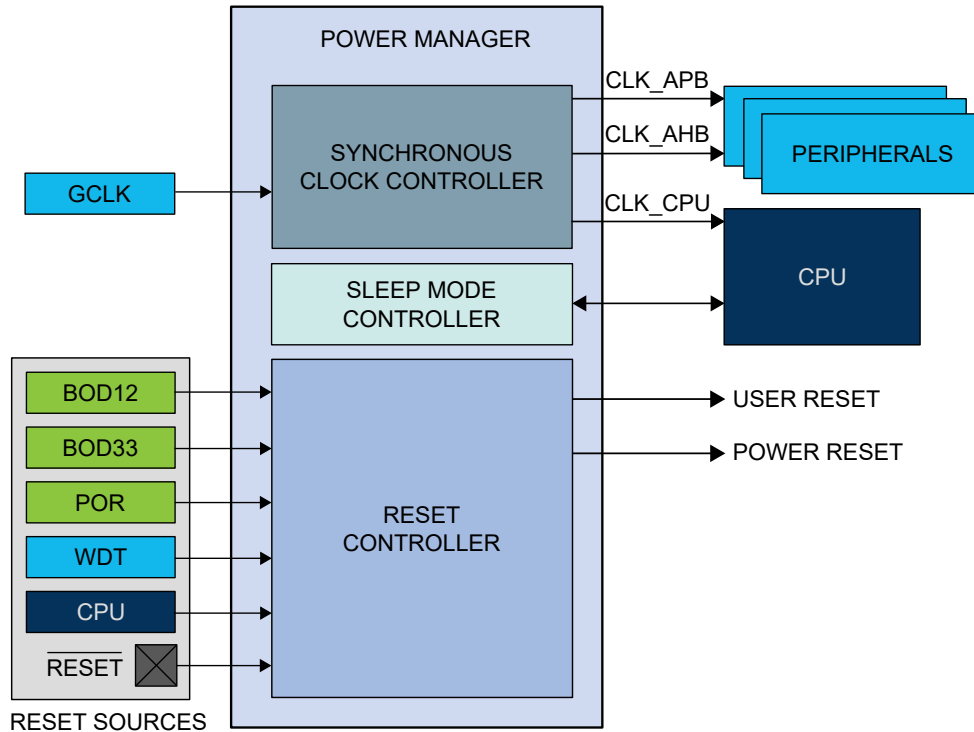 POWER MANAGER
CLK_APB
SYNCHRONOUS
CLOCK CONTROLLER
CLK_AHB
PERIPHERALS
GCLK
CLK_CPU
CPU
SLEEP MODE
CONTROLLER
BOD12
USER RESET
BOD33
POWER RESET
POR
RESET
CONTROLLER
WDT
CPU
RESET
RESET SOURCES